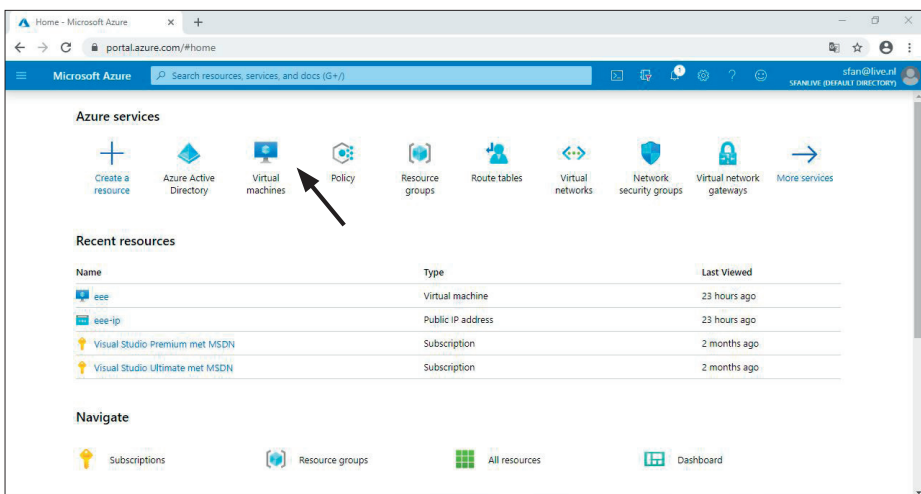 Home - Microsoft Azure
portal.azure.com/#home
Microsoft Azure
Search resources, services, and docs (G+/)
1
sfan@live.nl
SFANLIVE (DEFAULT DIRECTORY)
Azure services
Create a resource
Azure Active Directory
Virtual machines
Policy
Resource groups
Route tables
Virtual networks
Network security groups
Virtual network gateways
More services
Recent resources
Name Type Last Viewed
eee Virtual machine 23 hours ago
eee-ip Public IP address 23 hours ago
Visual Studio Premium met MSDN Subscription 2 months ago
Visual Studio Ultimate met MSDN Subscription 2 months ago
Navigate
Subscriptions Resource groups All resources Dashboard